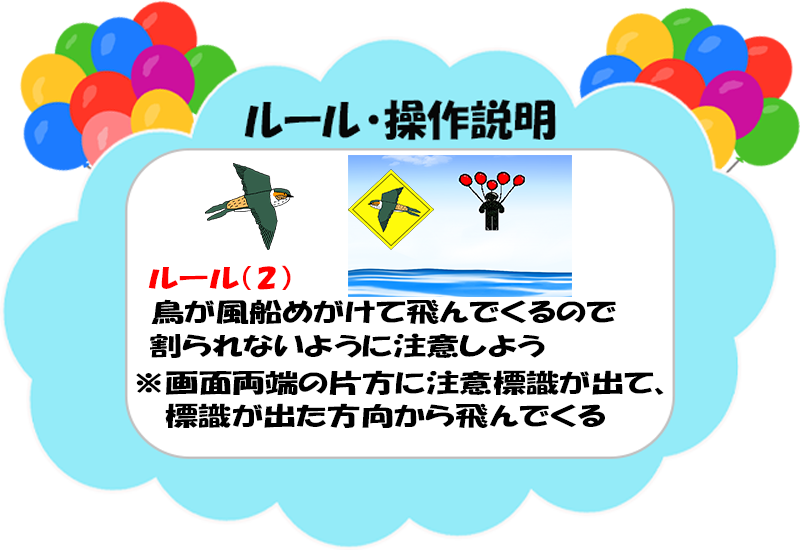 ルール・操作説明
ルール(2)
鳥が風船めがけて飛んでくるので
割られないように注意しよう
※画面両端の片方に注意標識が出て、
標識が出た方向から飛んでくる